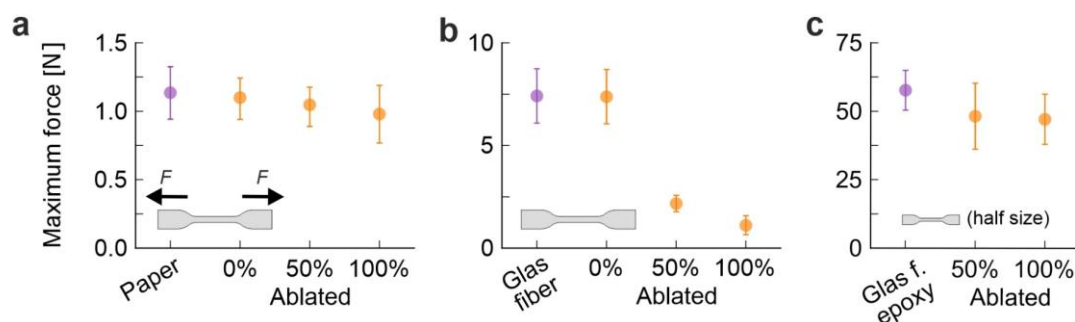 a
Maximum force [N]
1.5
1.0
0.5
0.0
F F
Paper 0% 50% 100%
Ablated
b
10
5
0
Glas
fiber
0% 50% 100%
Ablated
c
75
50
25
0
(half size)
Glas f.
epoxy
50% 100%
Ablated